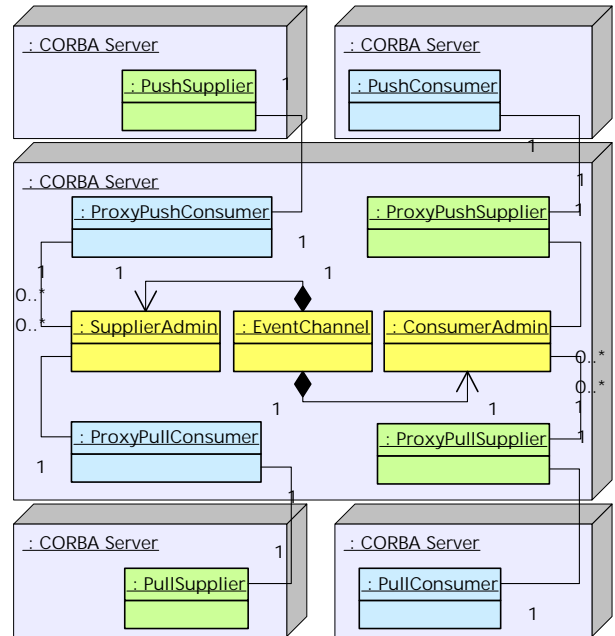 : CORBA Server
: CORBA Server
: PushSupplier
1
: PushConsumer
1
: CORBA Server
1
: ProxyPushConsumer
: ProxyPushSupplier
1
1
1
1
1
0..*
0..*
: SupplierAdmin
: EventChannel
: ConsumerAdmin
0..*
0..*
1
1
1
: ProxyPullConsumer
: ProxyPullSupplier
1
1
1
: CORBA Server
: CORBA Server
1
: PullSupplier
: PullConsumer
1